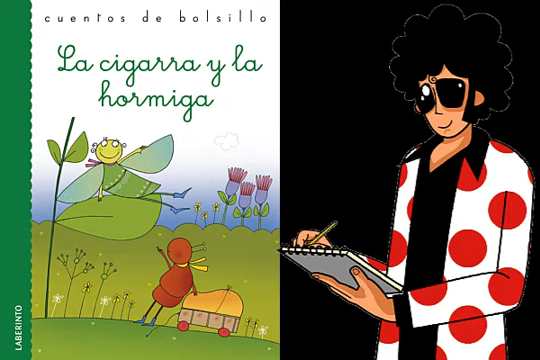 cuentos de bolsillo
La cigarra y la
hormiga
LABERINTO